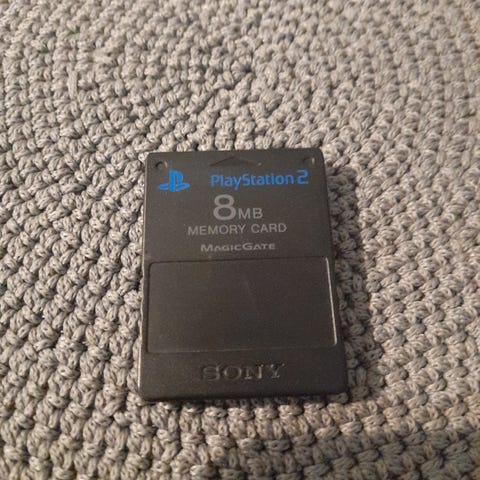 PlayStation 2
8MB
MEMORY CARD
MAGICGATE
SONY